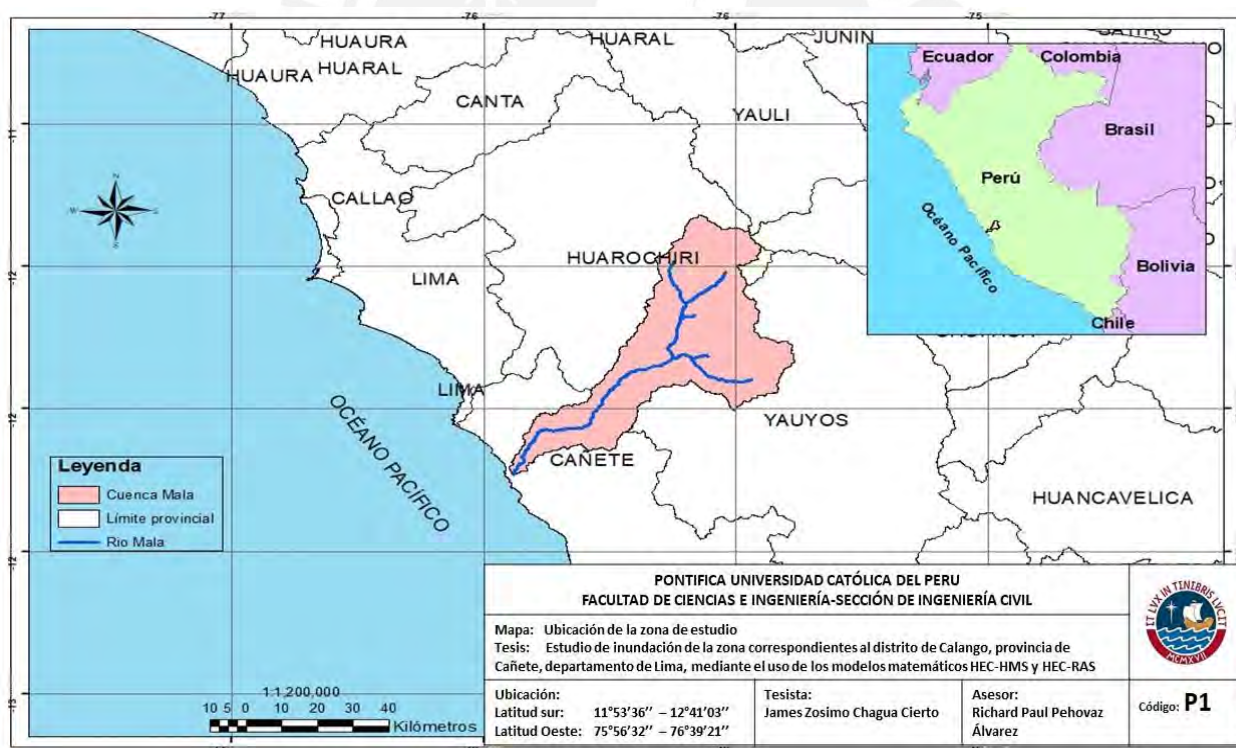 -77
-76
-76
-75
HUAURA
HUARAL
JUNIN
HUAURA
HUARAL
CANTA
YAULI
CALLAO
LIMA
HUAROCHIRI
LIMA
CAÑETE
YAUYOS
HUANCAVELICA
OCÉANO PACÍFICO
-12
-12
-12
-13
N
W
S
Ecuador
Colombia
Brasil
Perú
Océano Pacífico
Bolivia
Chile
Leyenda
Cuenca Mala
Límite provincial
Rio Mala
1:1,200,000
10 5 0 10 20 30 40
Kilómetros
PONTIFICA UNIVERSIDAD CATÓLICA DEL PERU
FACULTAD DE CIENCIAS E INGENIERÍA-SECCIÓN DE INGENIERÍA CIVIL
Mapa: Ubicación de la zona de estudio
Tesis: Estudio de inundación de la zona correspondientes al distrito de Calango, provincia de
Cañete, departamento de Lima, mediante el uso de los modelos matemáticos HEC-HMS y HEC-RAS
Ubicación:
Latitud sur: 11°53’36’’ – 12°41’03’’
Latitud Oeste: 75°56’32’’ – 76°39’21’’
Tesista:
James Zosimo Chagua Cierto
Asesor:
Richard Paul Pehovaz
Álvarez
Código: P1
ET LVX IN TENEBRIS LVCET
MCMXVII